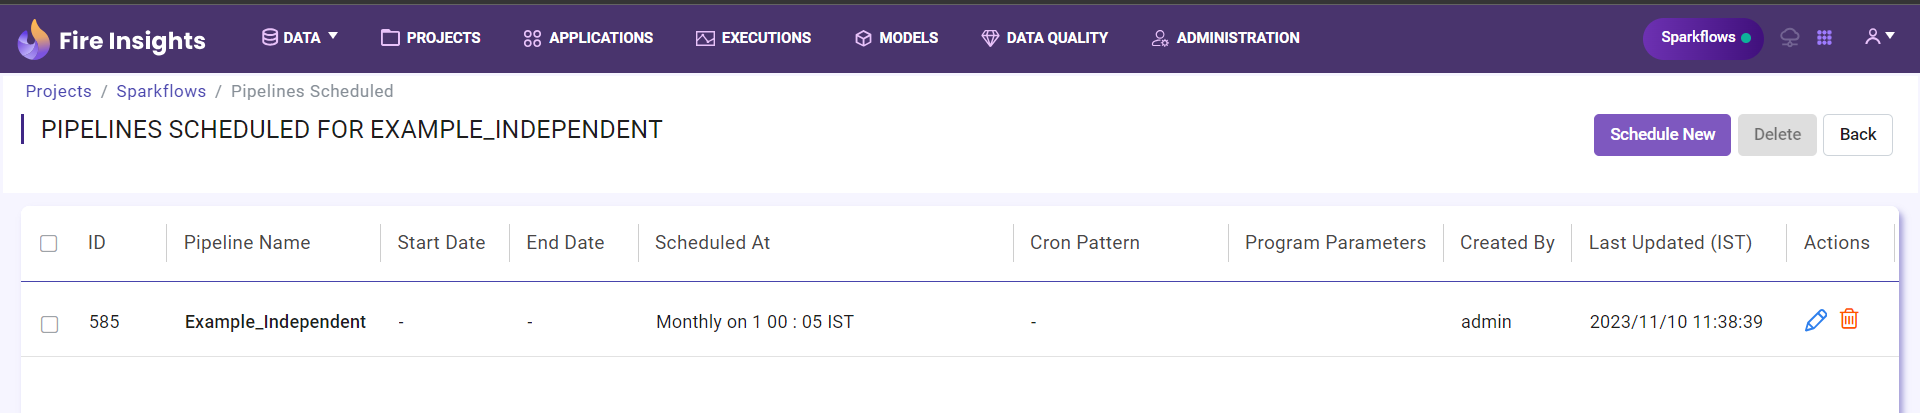 Fire Insights DATA PROJECTS APPLICATIONS EXECUTIONS MODELS DATA QUALITY ADMINISTRATION Sparkflows
Projects / Sparkflows / Pipelines Scheduled
PIPELINES SCHEDULED FOR EXAMPLE_INDEPENDENT
Schedule New Delete Back
ID Pipeline Name Start Date End Date Scheduled At Cron Pattern Program Parameters Created By Last Updated (IST) Actions
585 Example_Independent - - Monthly on 1 00 : 05 IST - admin 2023/11/10 11:38:39